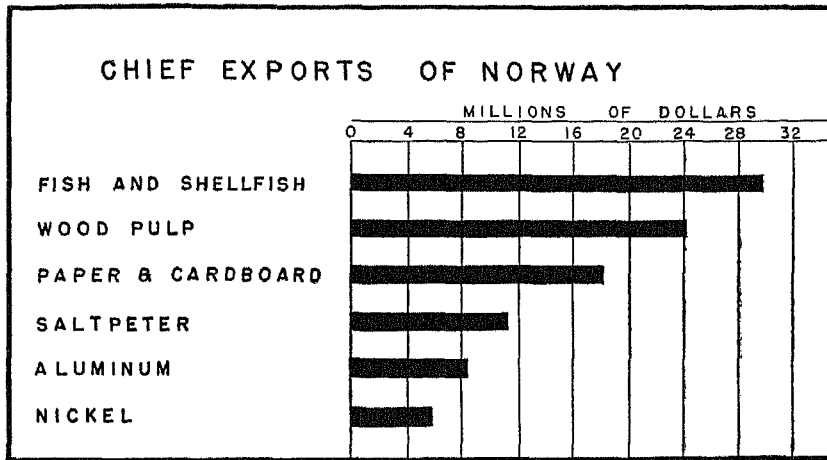 CHIEF EXPORTS OF NORWAY
MILLIONS OF DOLLARS
0 4 8 12 16 20 24 28 32
FISH AND SHELLFISH
WOOD PULP
PAPER & CARDBOARD
SALTPETER
ALUMINUM
NICKEL